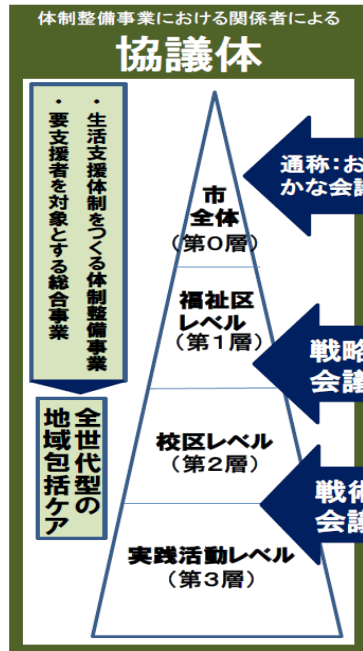 体制整備事業における関係者による
協議体
・生活支援体制をつくる体制整備事業
・要支援者を対象とする総合事業
全世代型の
地域包括ケア
市
全体
(第0層)
福祉区
レベル
(第1層)
校区レベル
(第2層)
実践活動レベル
(第3層)
通称:お
かな会議
戦略
会議
戦術
会議